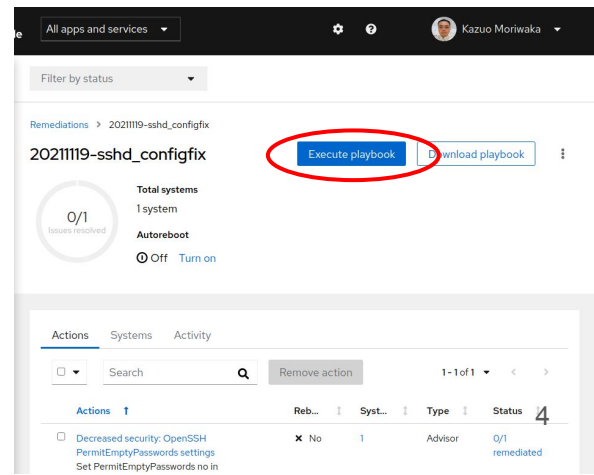 le
All apps and services
Kazuo Moriwaka
Filter by status
Remediations > 20211119-sshd_configfix
20211119-sshd_configfix
Execute playbook
Download playbook
0/1
Issues resolved
Total systems
1 system
Autoreboot
Off Turn on
Actions Systems Activity
Search
Remove action
1 - 1 of 1
Actions Reb... Syst... Type Status
4
Decreased security: OpenSSH
PermitEmptyPasswords settings
Set PermitEmptyPasswords no in
No
1
Advisor
0/1
remediated